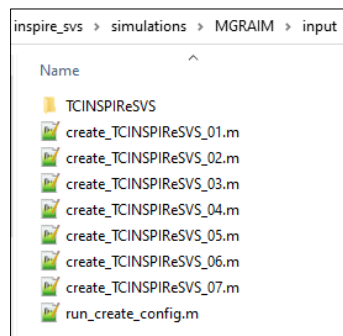 inspire_svs > simulations > MGRAIM > input
Name
TCINSPIReSVS
create_TCINSPIReSVS_01.m
create_TCINSPIReSVS_02.m
create_TCINSPIReSVS_03.m
create_TCINSPIReSVS_04.m
create_TCINSPIReSVS_05.m
create_TCINSPIReSVS_06.m
create_TCINSPIReSVS_07.m
run_create_config.m